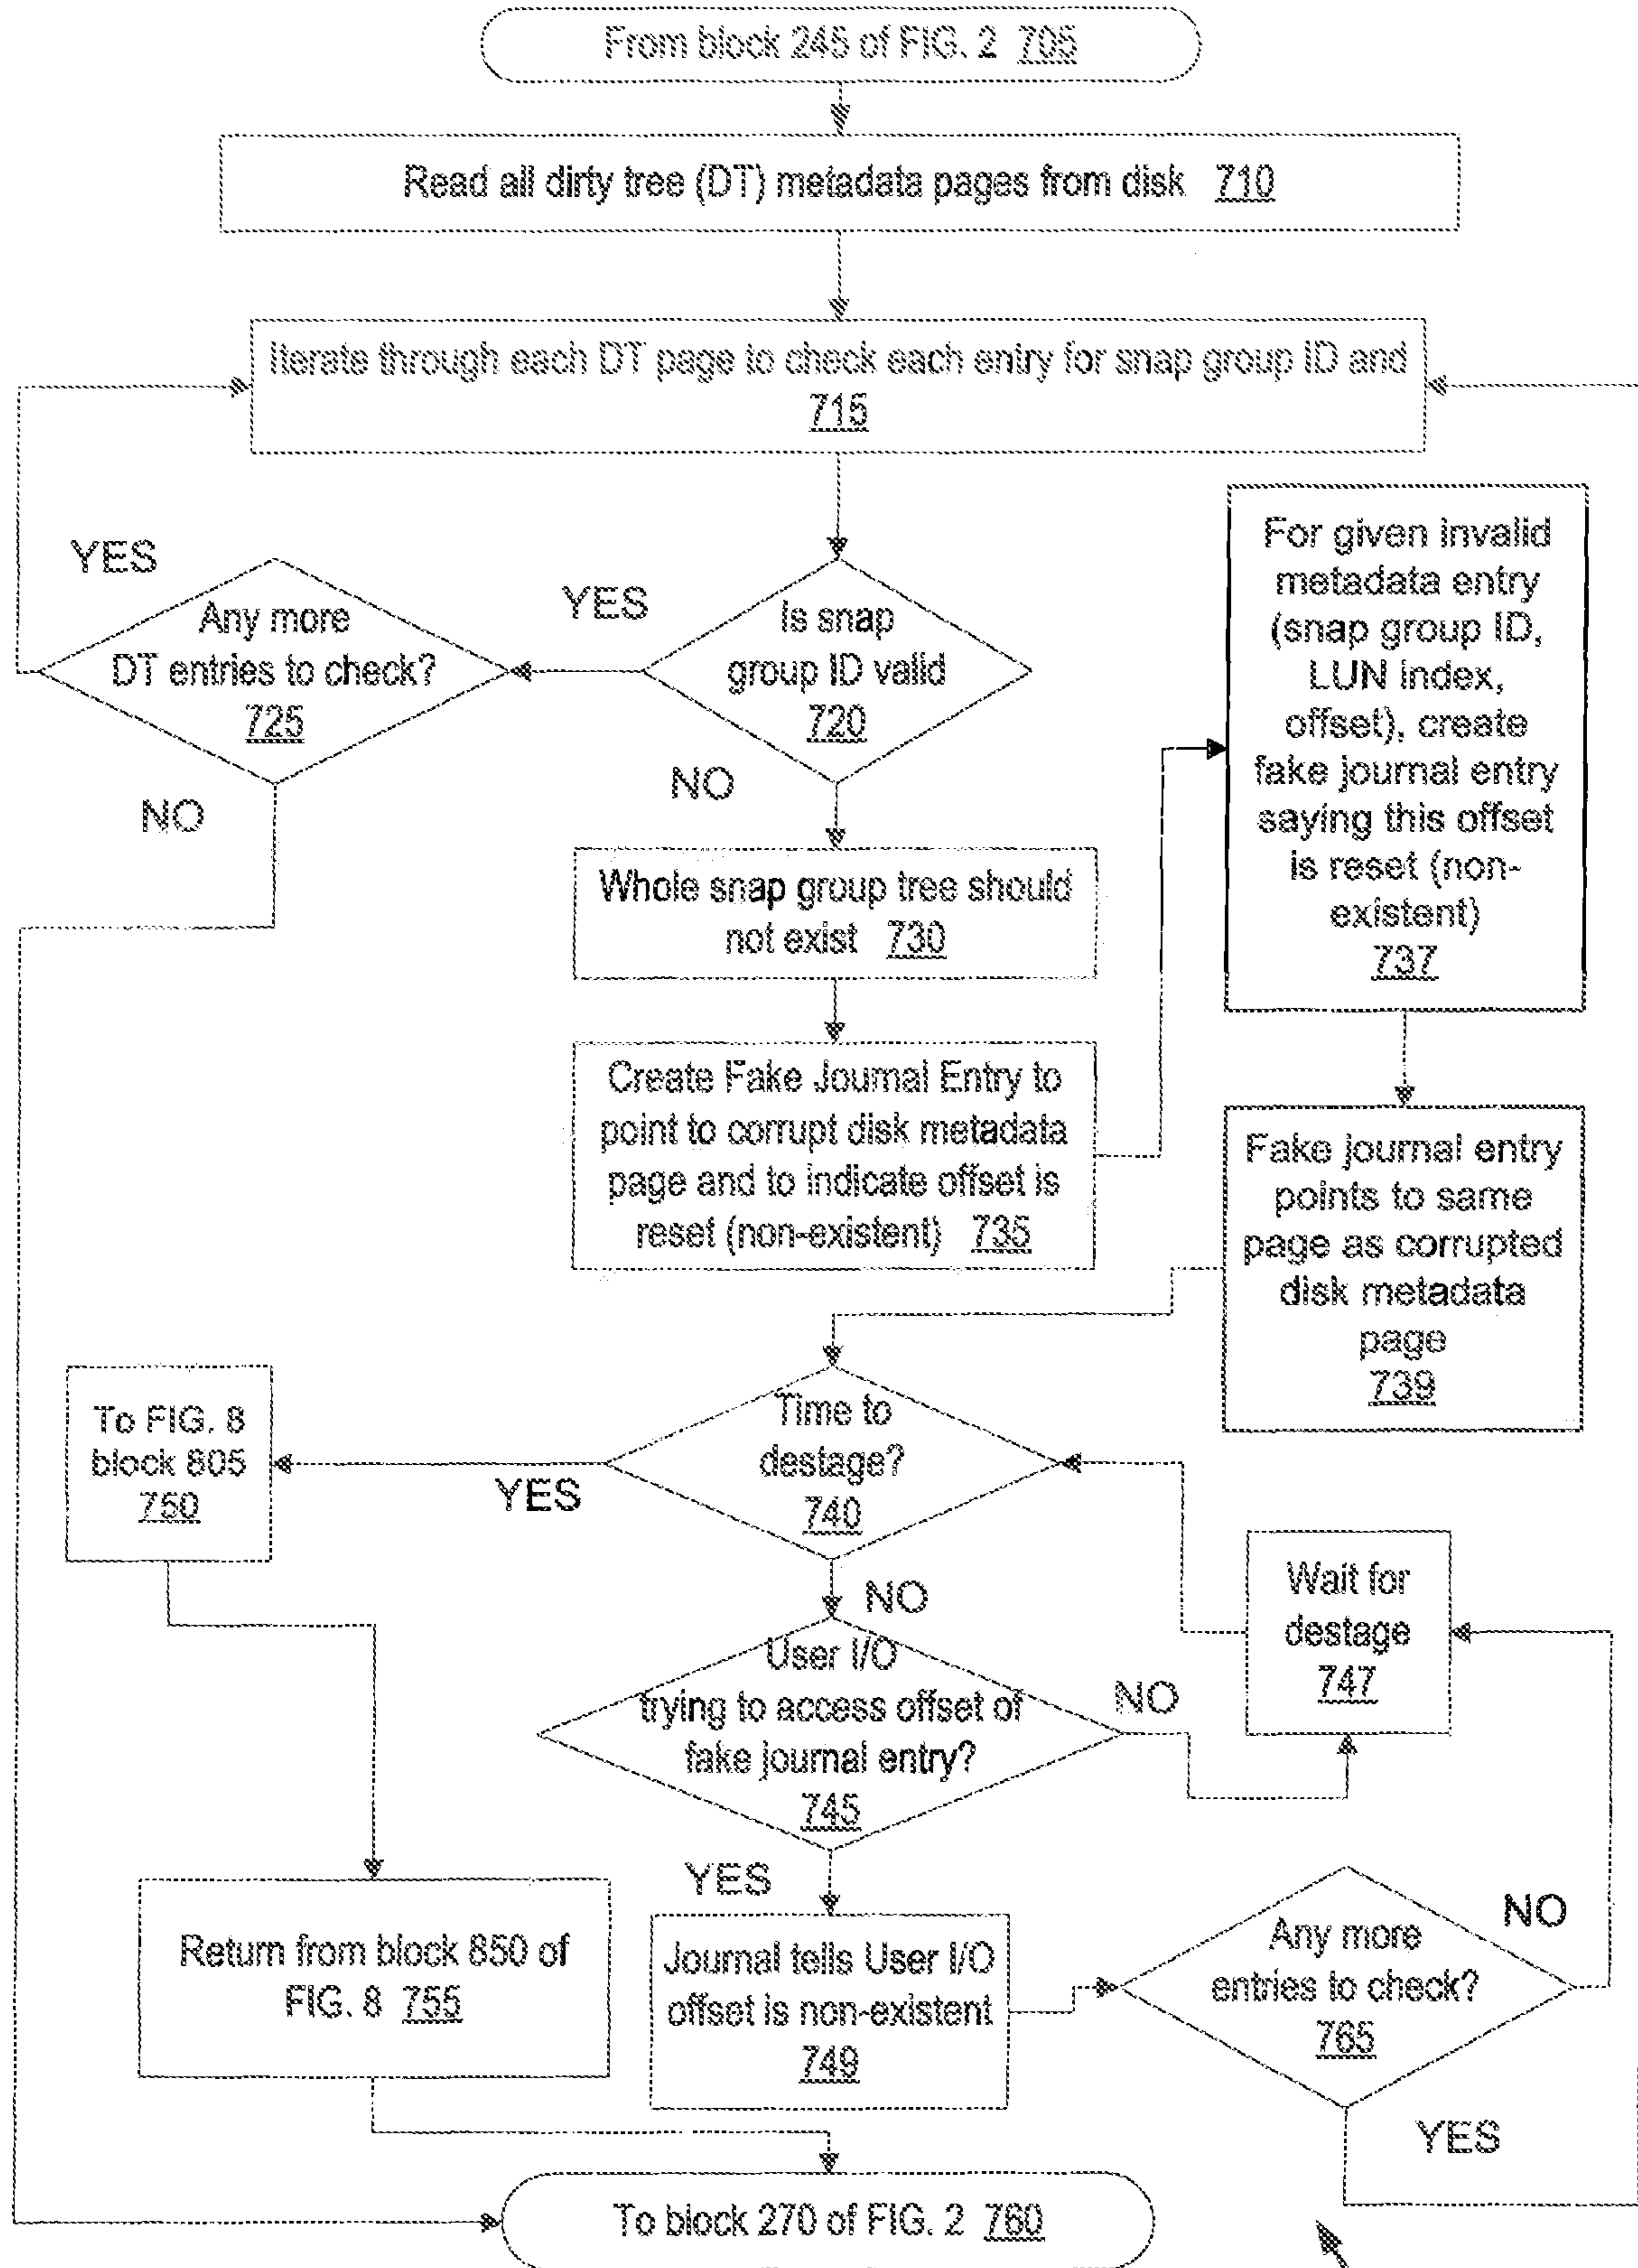 From block 245 of FIG. 2 705
Read all dirty tree (DT) metadata pages from disk 710
Iterate through each DT page to check each entry for snap group ID and
715
YES
Any more
DT entries to check?
725
NO
YES
Is snap
group ID valid
720
NO
For given invalid
metadata entry
(snap group ID,
LUN index,
offset), create
fake journal entry
saying this offset
is reset (non-
existent)
737
Whole snap group tree should
not exist 730
Create Fake Journal Entry to
point to corrupt disk metadata
page and to indicate offset is
reset (non-existent) 735
Fake journal entry
points to same
page as corrupted
disk metadata
page
739
To FIG. 8
block 805
750
YES
Time to
destage?
740
NO
Wait for
destage
747
User I/O
trying to access offset of
fake journal entry?
745
NO
YES
Return from block 850 of
FIG. 8 755
Journal tells User I/O
offset is non-existent
749
Any more
entries to check?
765
NO
YES
To block 270 of FIG. 2 760